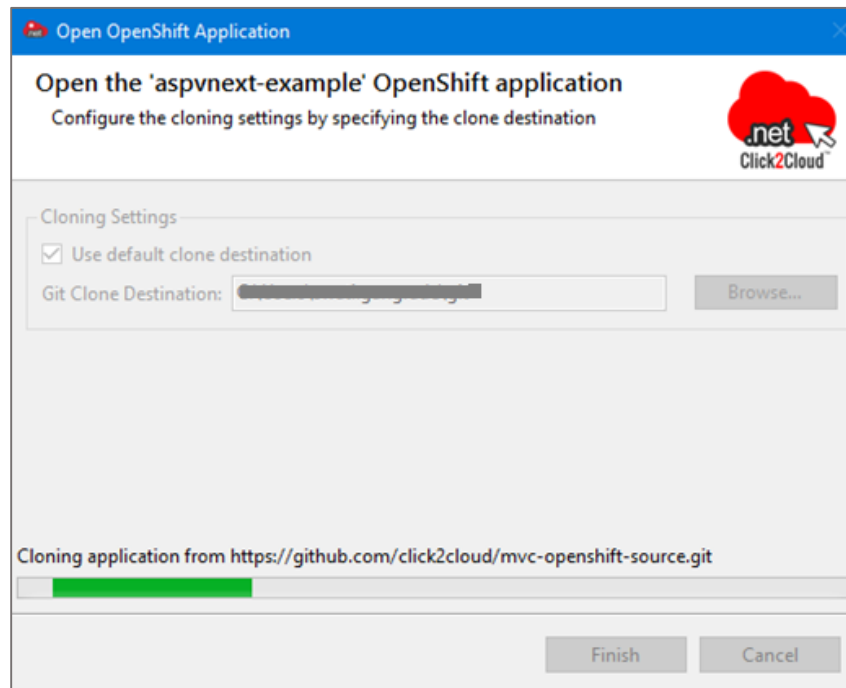 Open OpenShift Application
Open the 'aspvnext-example' OpenShift application
Configure the cloning settings by specifying the clone destination
.net
Click2Cloud™
Cloning Settings
Use default clone destination
Git Clone Destination:
Browse...
Cloning application from https://github.com/click2cloud/mvc-openshift-source.git
Finish
Cancel